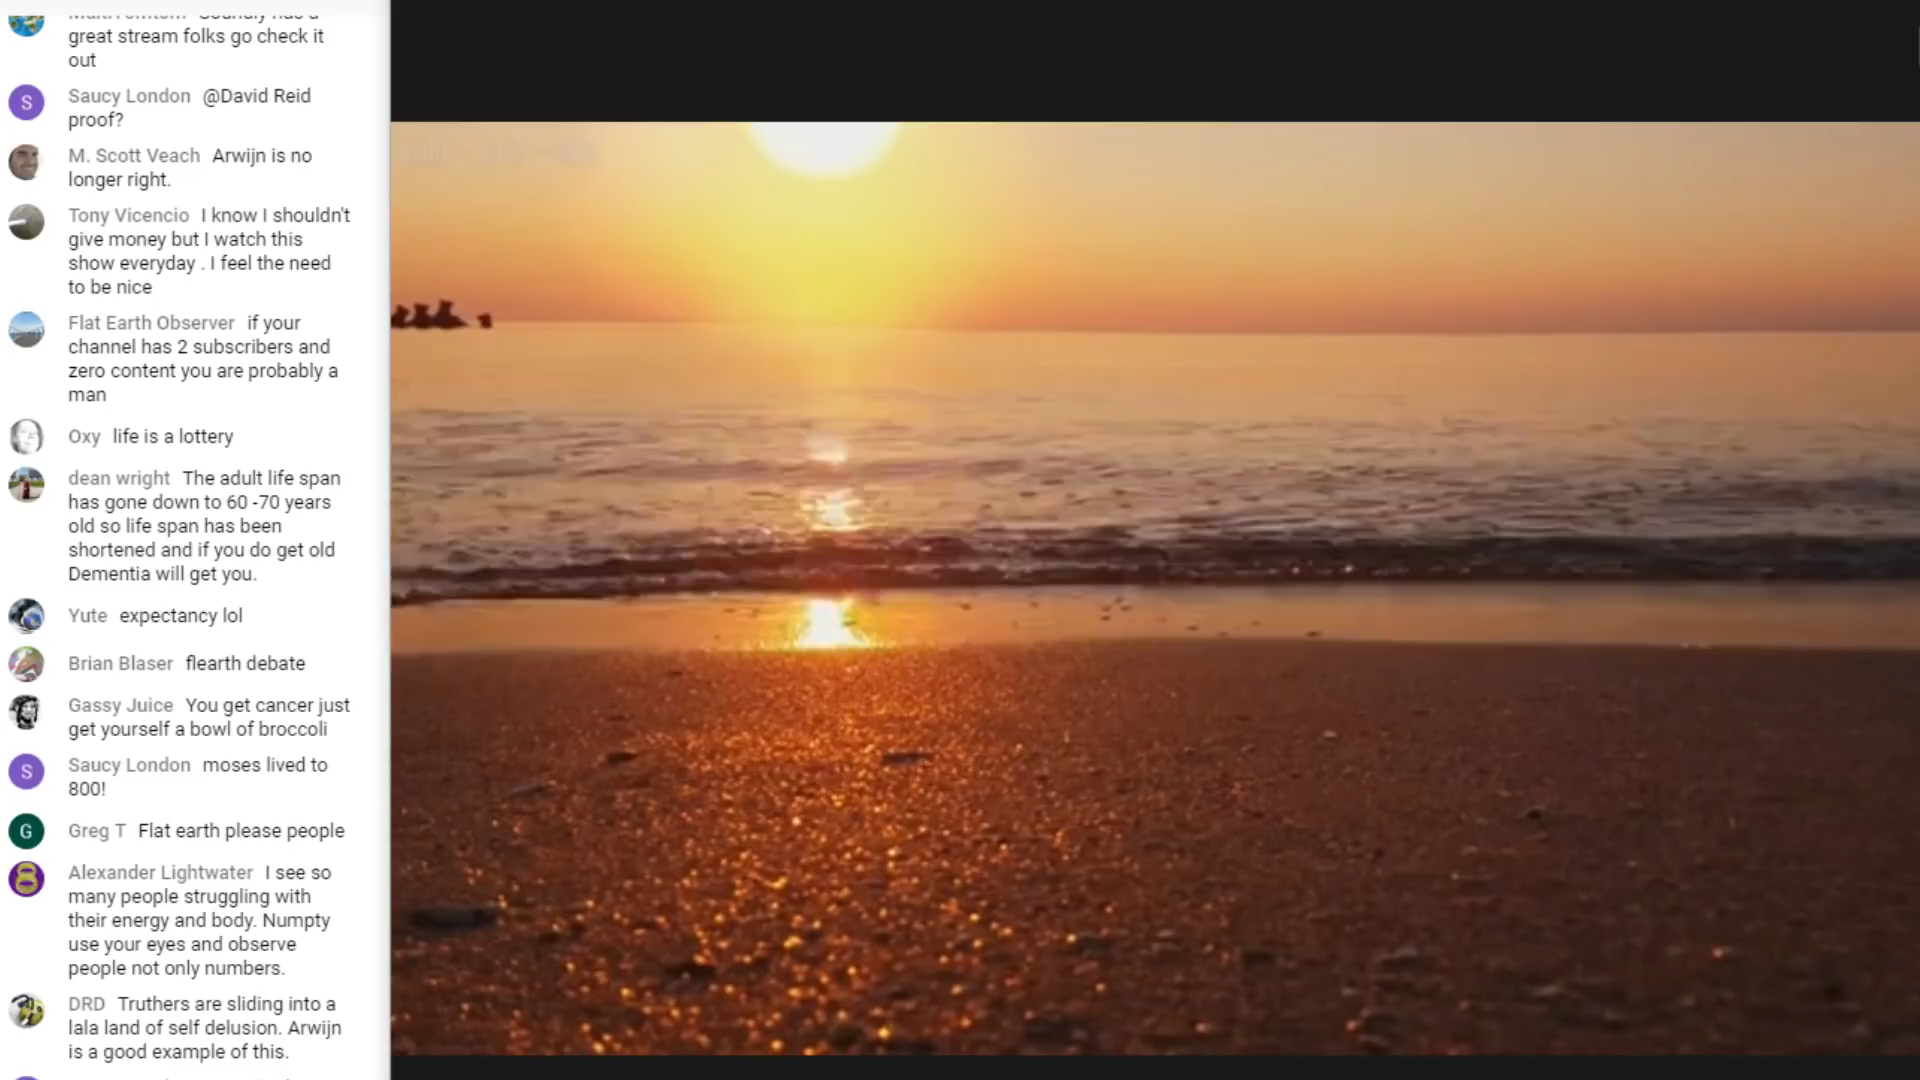 great stream folks go check it
out
Saucy London @David Reid
proof?
M. Scott Veach Arwijn is no
longer right.
Tony Vicencio I know I shouldn't
give money but I watch this
show everyday . I feel the need
to be nice
Flat Earth Observer if your
channel has 2 subscribers and
zero content you are probably a
man
Oxy life is a lottery
dean wright The adult life span
has gone down to 60 -70 years
old so life span has been
shortened and if you do get old
Dementia will get you.
Yute expectancy lol
Brian Blaser flearth debate
Gassy Juice You get cancer just
get yourself a bowl of broccoli
S
Saucy London moses lived to
800!
G
Greg T Flat earth please people
Alexander Lightwater I see so
many people struggling with
their energy and body. Numpty
use your eyes and observe
people not only numbers.
DRD Truthers are sliding into a
lala land of self delusion. Arwijn
is a good example of this.